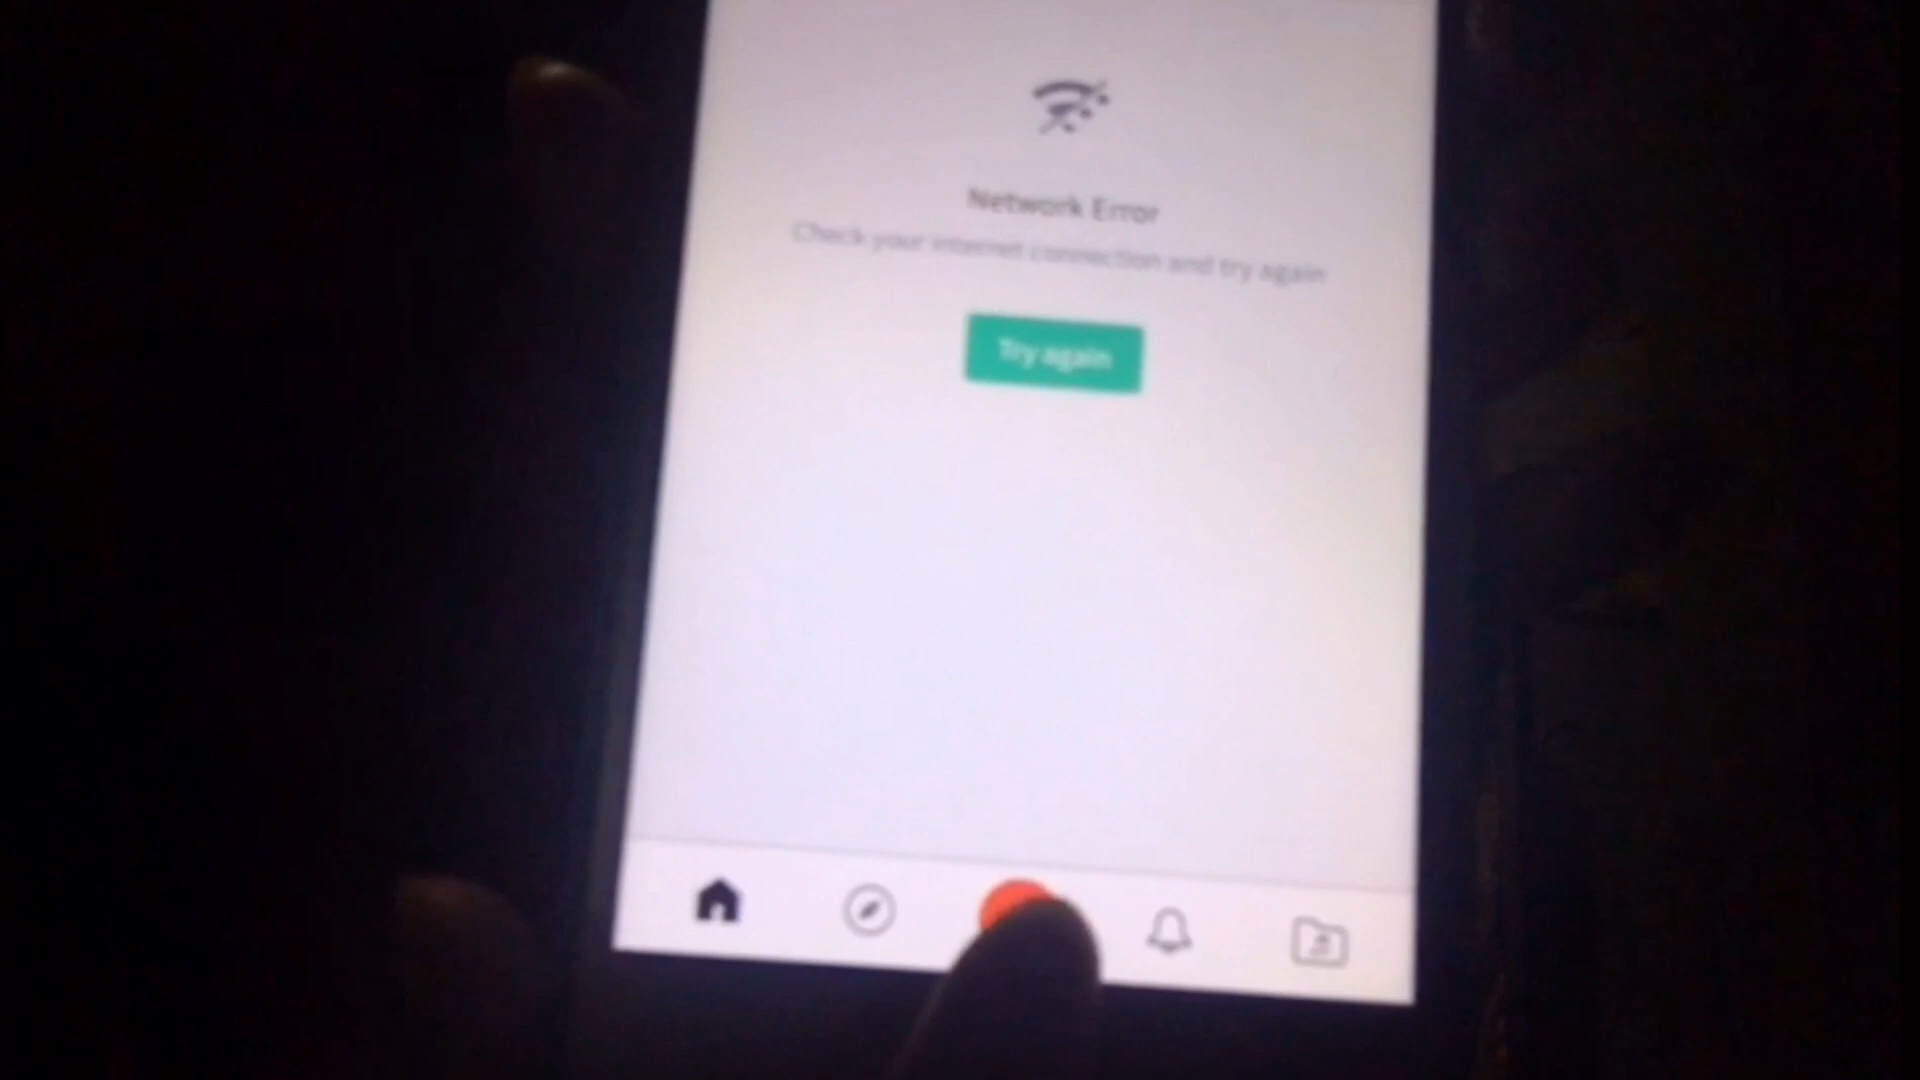 Network Error
Check your internet connection and try again
Try again